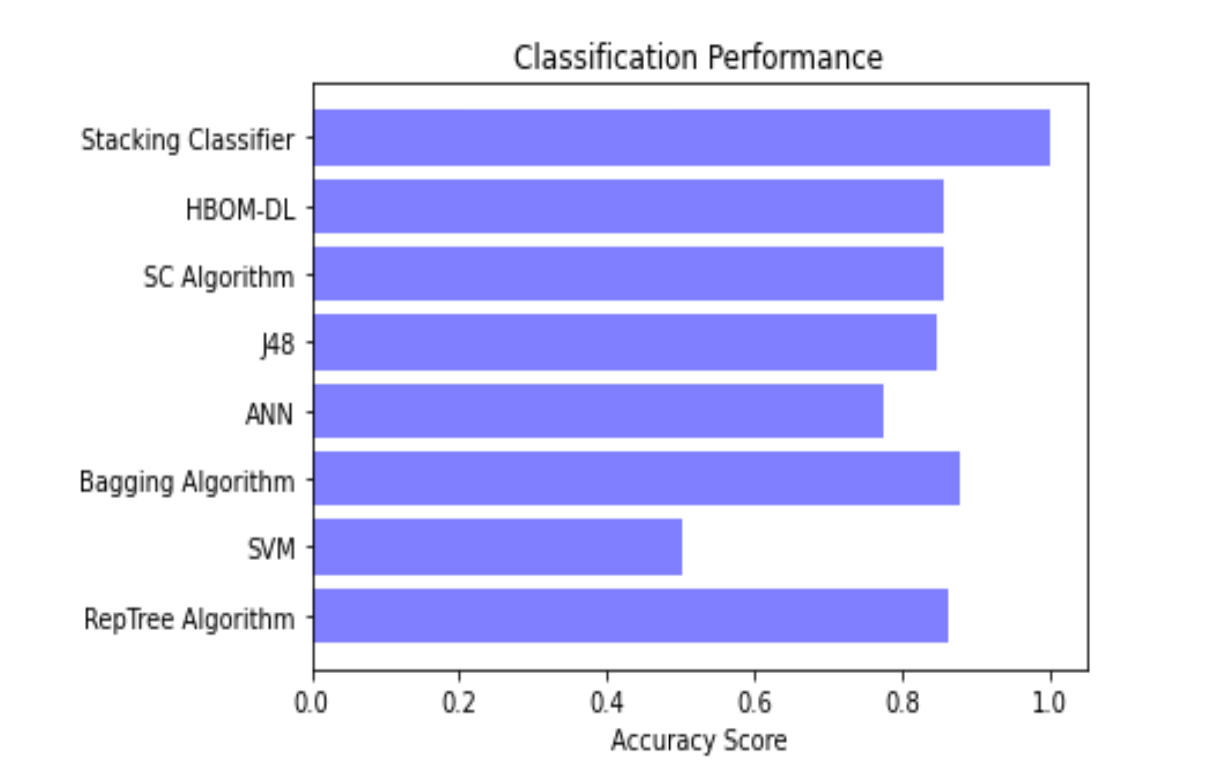 Classification Performance
Stacking Classifier
HBOM-DL
SC Algorithm
J48
ANN
Bagging Algorithm
SVM
RepTree Algorithm
0.0 0.2 0.4 0.6 0.8 1.0
Accuracy Score